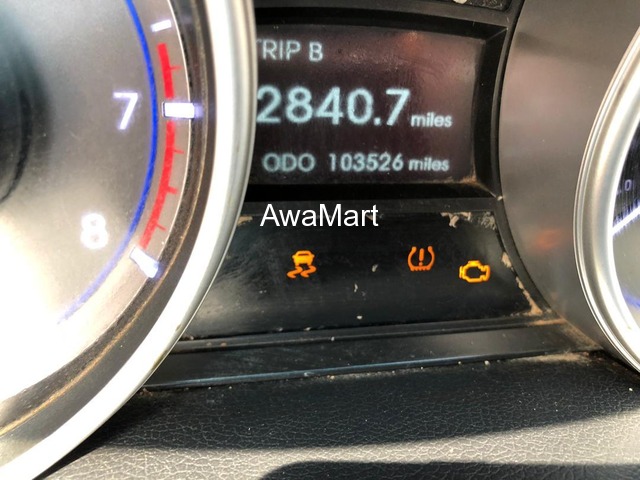 TRIP B
2840.7 miles
ODO 103526 miles
7
8
AwaMart